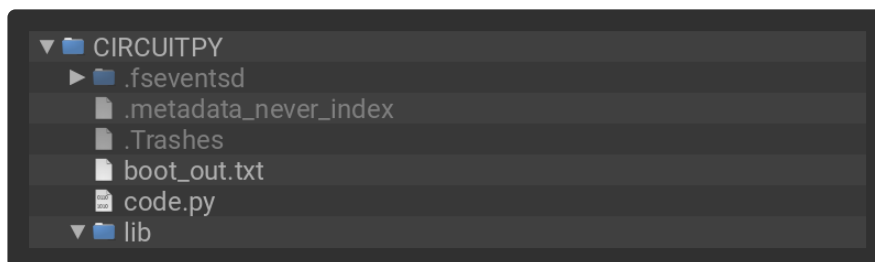 CIRCUITPY
.fseventsd
.metadata_never_index
.Trashes
boot_out.txt
code.py
lib